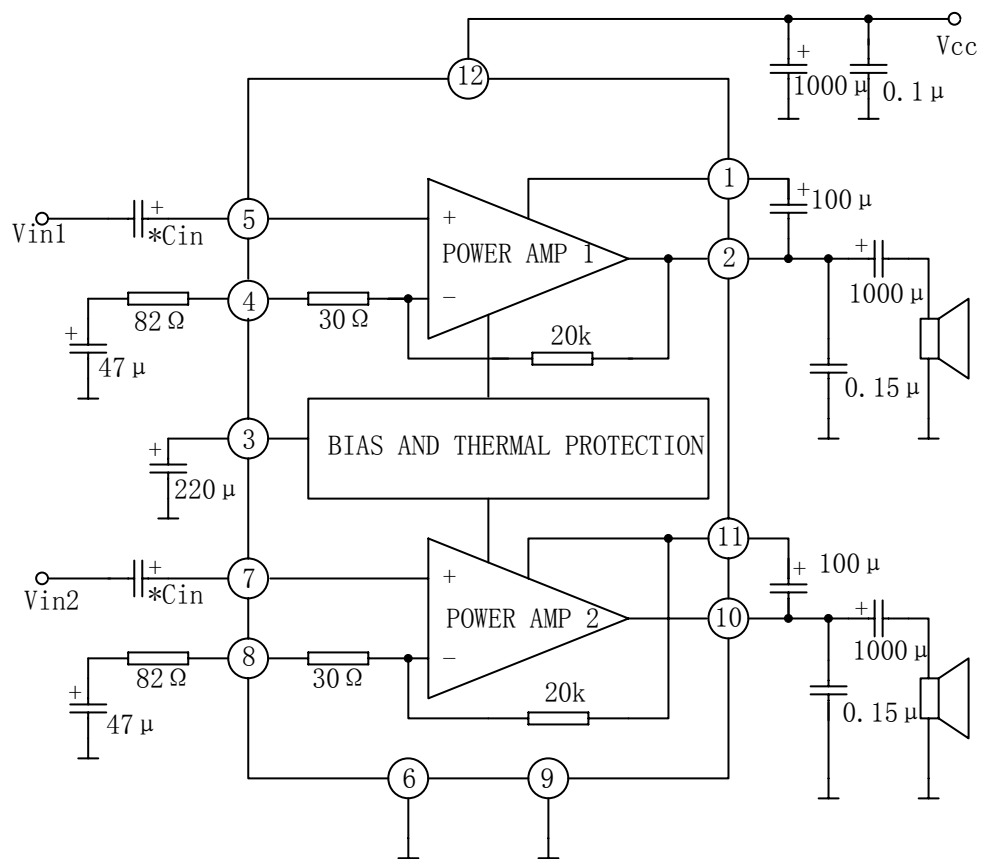 Vcc
12
1000μ
0.1μ
1
+
100μ
Vin1
+
*Cin
5
+
POWER AMP 1
2
+
1000μ
4
82Ω
30Ω
−
20k
+
47μ
0.15μ
3
BIAS AND THERMAL PROTECTION
+
220μ
11
+
100μ
Vin2
+
*Cin
7
+
POWER AMP 2
10
+
1000μ
8
82Ω
30Ω
−
20k
+
47μ
0.15μ
6
9
+